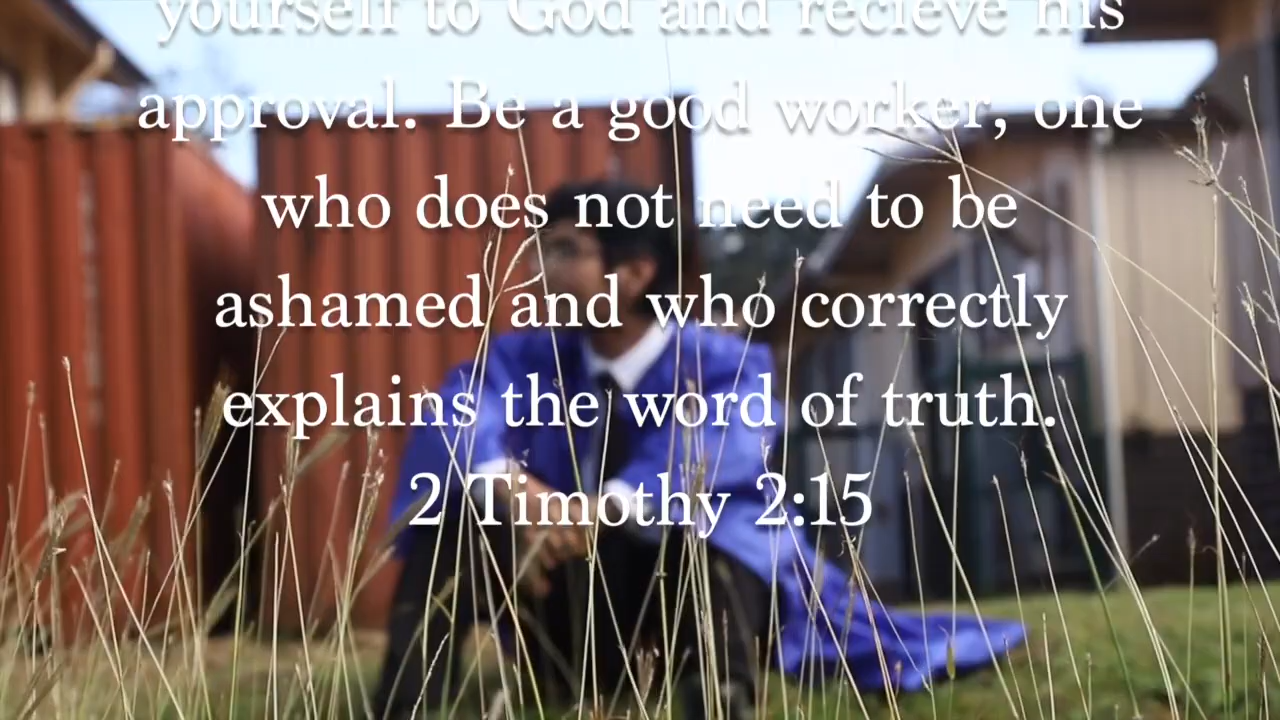 yourself to God and recieve his
approval. Be a good worker, one
who does not need to be
ashamed and who correctly
explains the word of truth.
2 Timothy 2:15